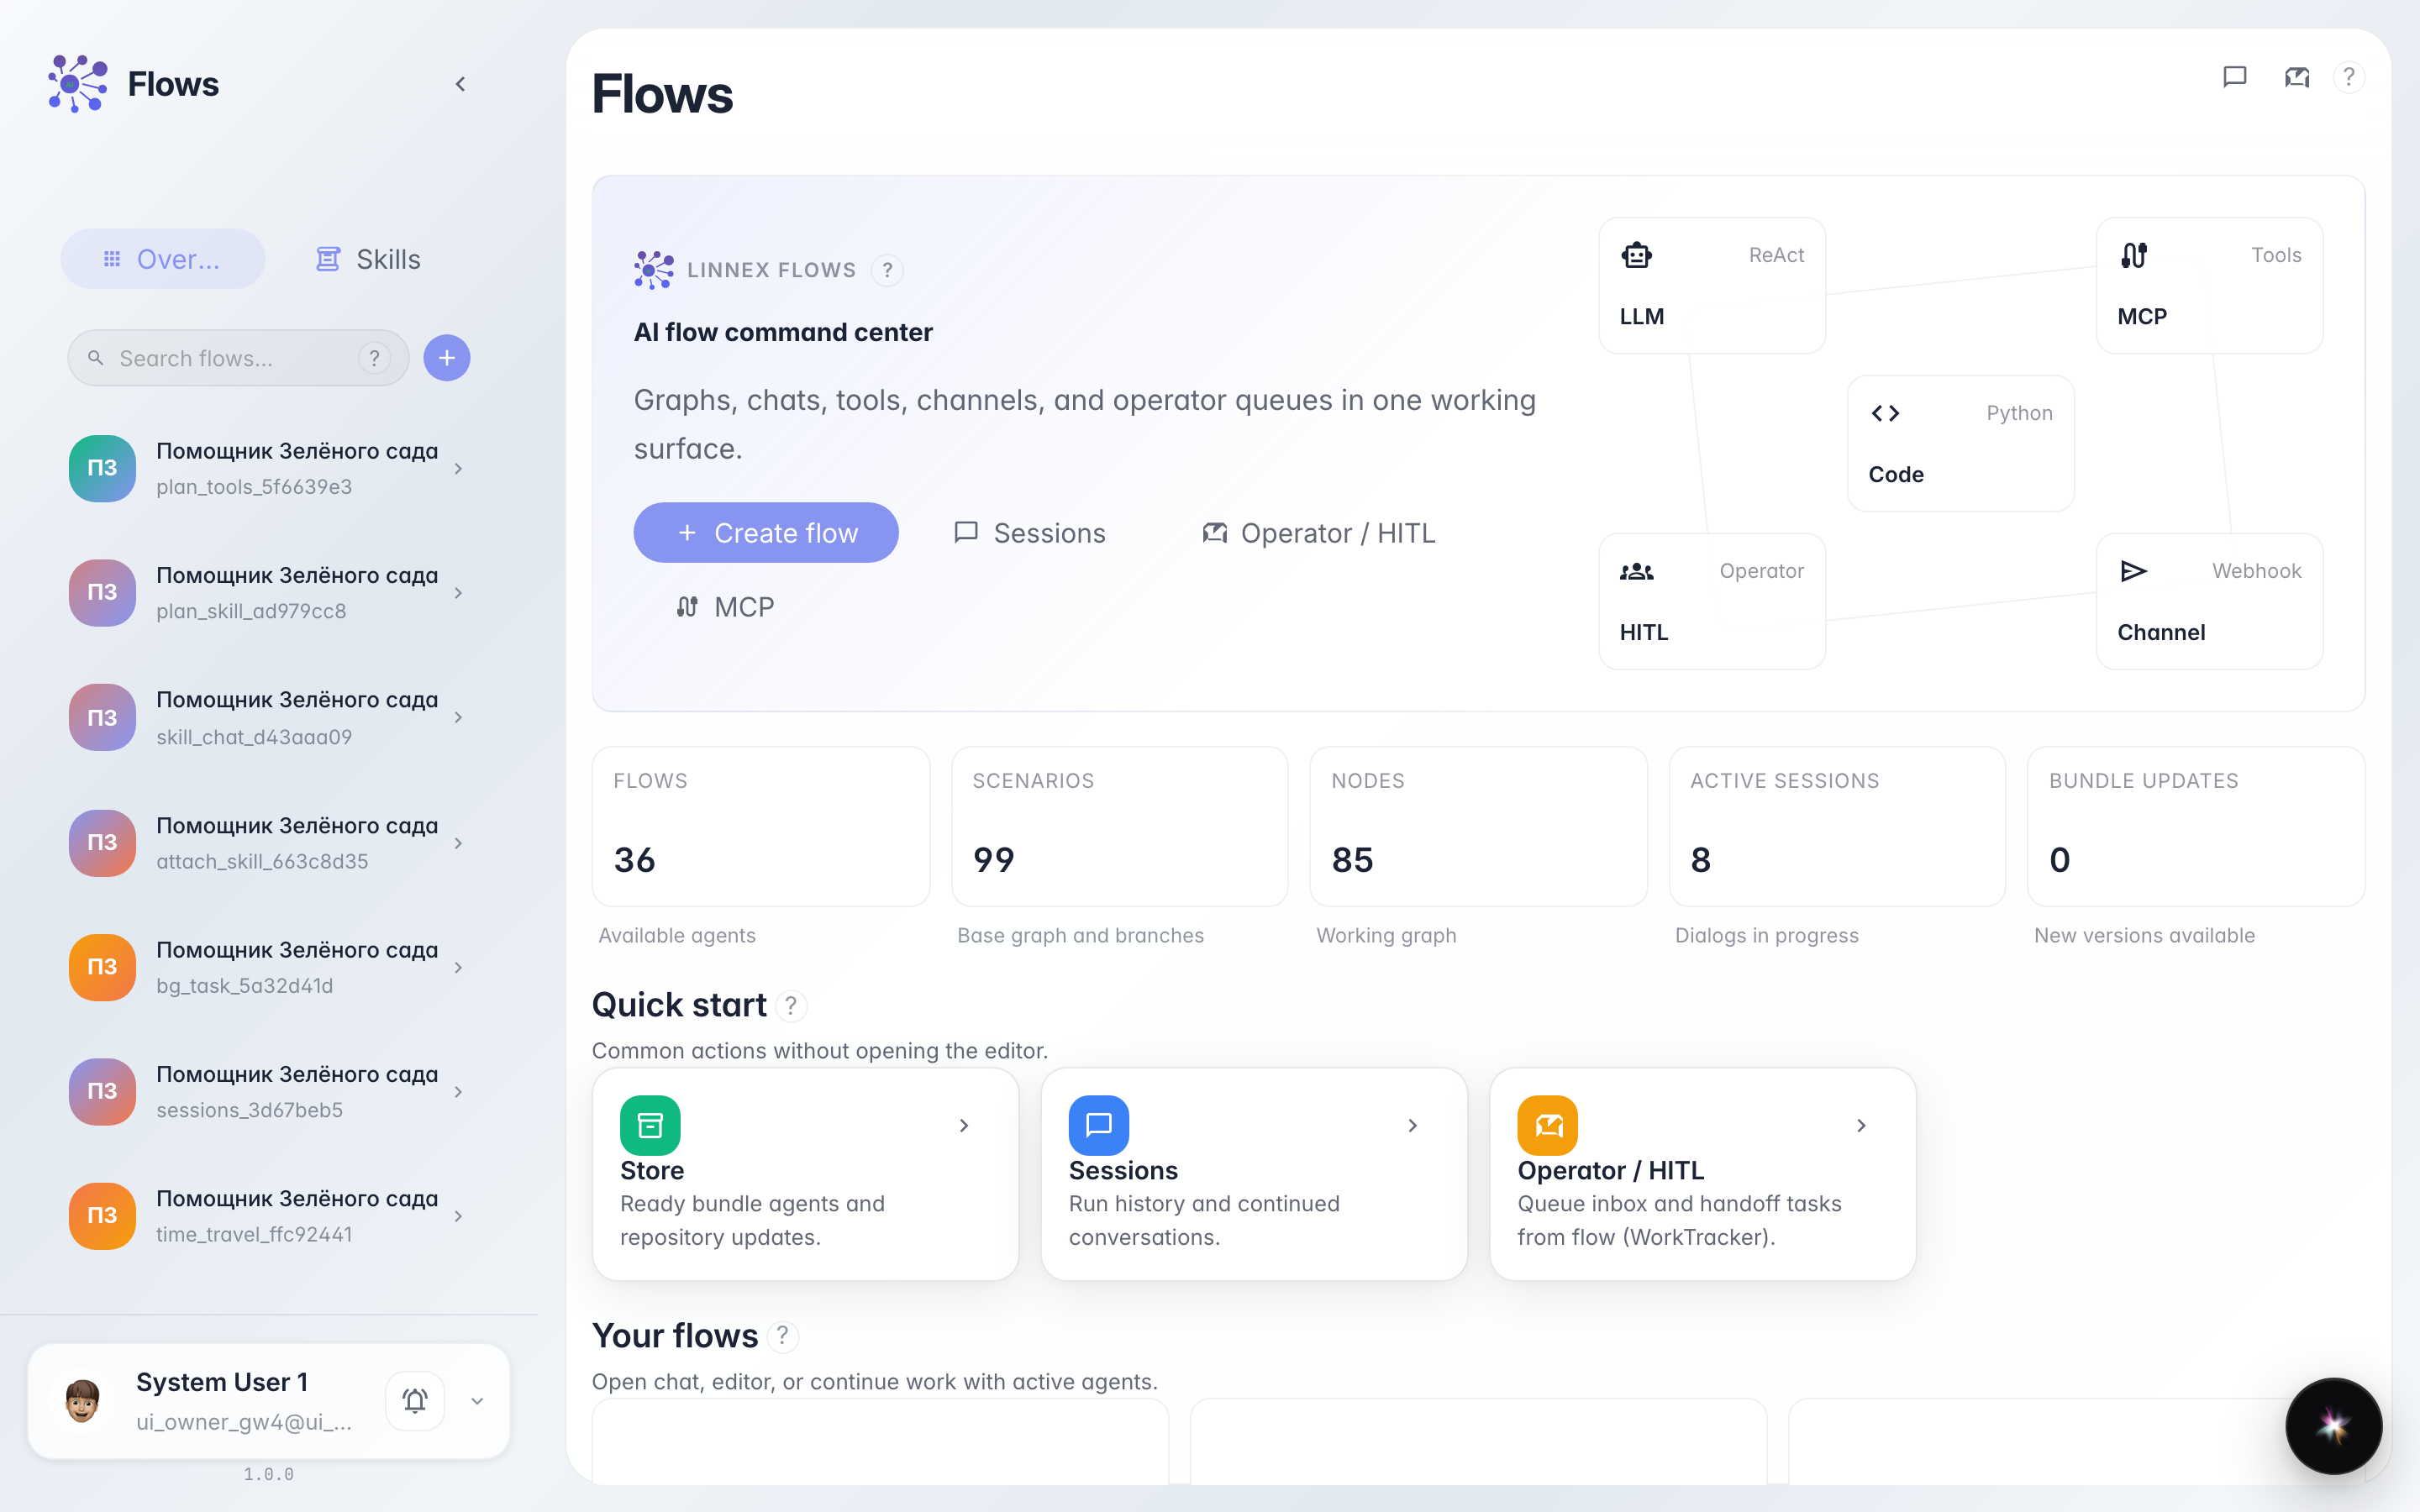 Flows
Over...
Skills
Search flows...
?
ПЗ
Помощник Зелёного сада
plan_tools_5f6639e3
ПЗ
Помощник Зелёного сада
plan_skill_ad979cc8
ПЗ
Помощник Зелёного сада
skill_chat_d43aaa09
ПЗ
Помощник Зелёного сада
attach_skill_663c8d35
ПЗ
Помощник Зелёного сада
bg_task_5a32d41d
ПЗ
Помощник Зелёного сада
sessions_3d67beb5
ПЗ
Помощник Зелёного сада
time_travel_ffc92441
System User 1
ui_owner_gw4@ui_...
1.0.0
Flows
?
LINNEX FLOWS ?
AI flow command center
Graphs, chats, tools, channels, and operator queues in one working
surface.
Create flow
Sessions
Operator / HITL
MCP
ReAct
LLM
Tools
MCP
Python
Code
Operator
HITL
Webhook
Channel
FLOWS
36
Available agents
SCENARIOS
99
Base graph and branches
NODES
85
Working graph
ACTIVE SESSIONS
8
Dialogs in progress
BUNDLE UPDATES
0
New versions available
Quick start ?
Common actions without opening the editor.
Store
Ready bundle agents and
repository updates.
Sessions
Run history and continued
conversations.
Operator / HITL
Queue inbox and handoff tasks
from flow (WorkTracker).
Your flows ?
Open chat, editor, or continue work with active agents.